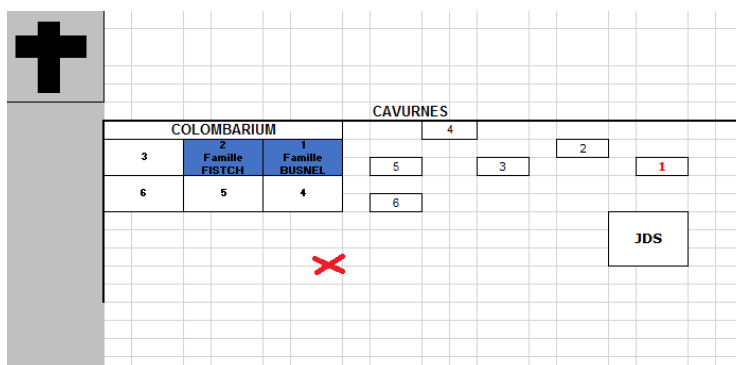 CAVURNES
COLOMBARIUM
4
3
2
Famille
FISTCH
1
Famille
BUSNEL
2
5
3
1
6
5
4
6
JDS